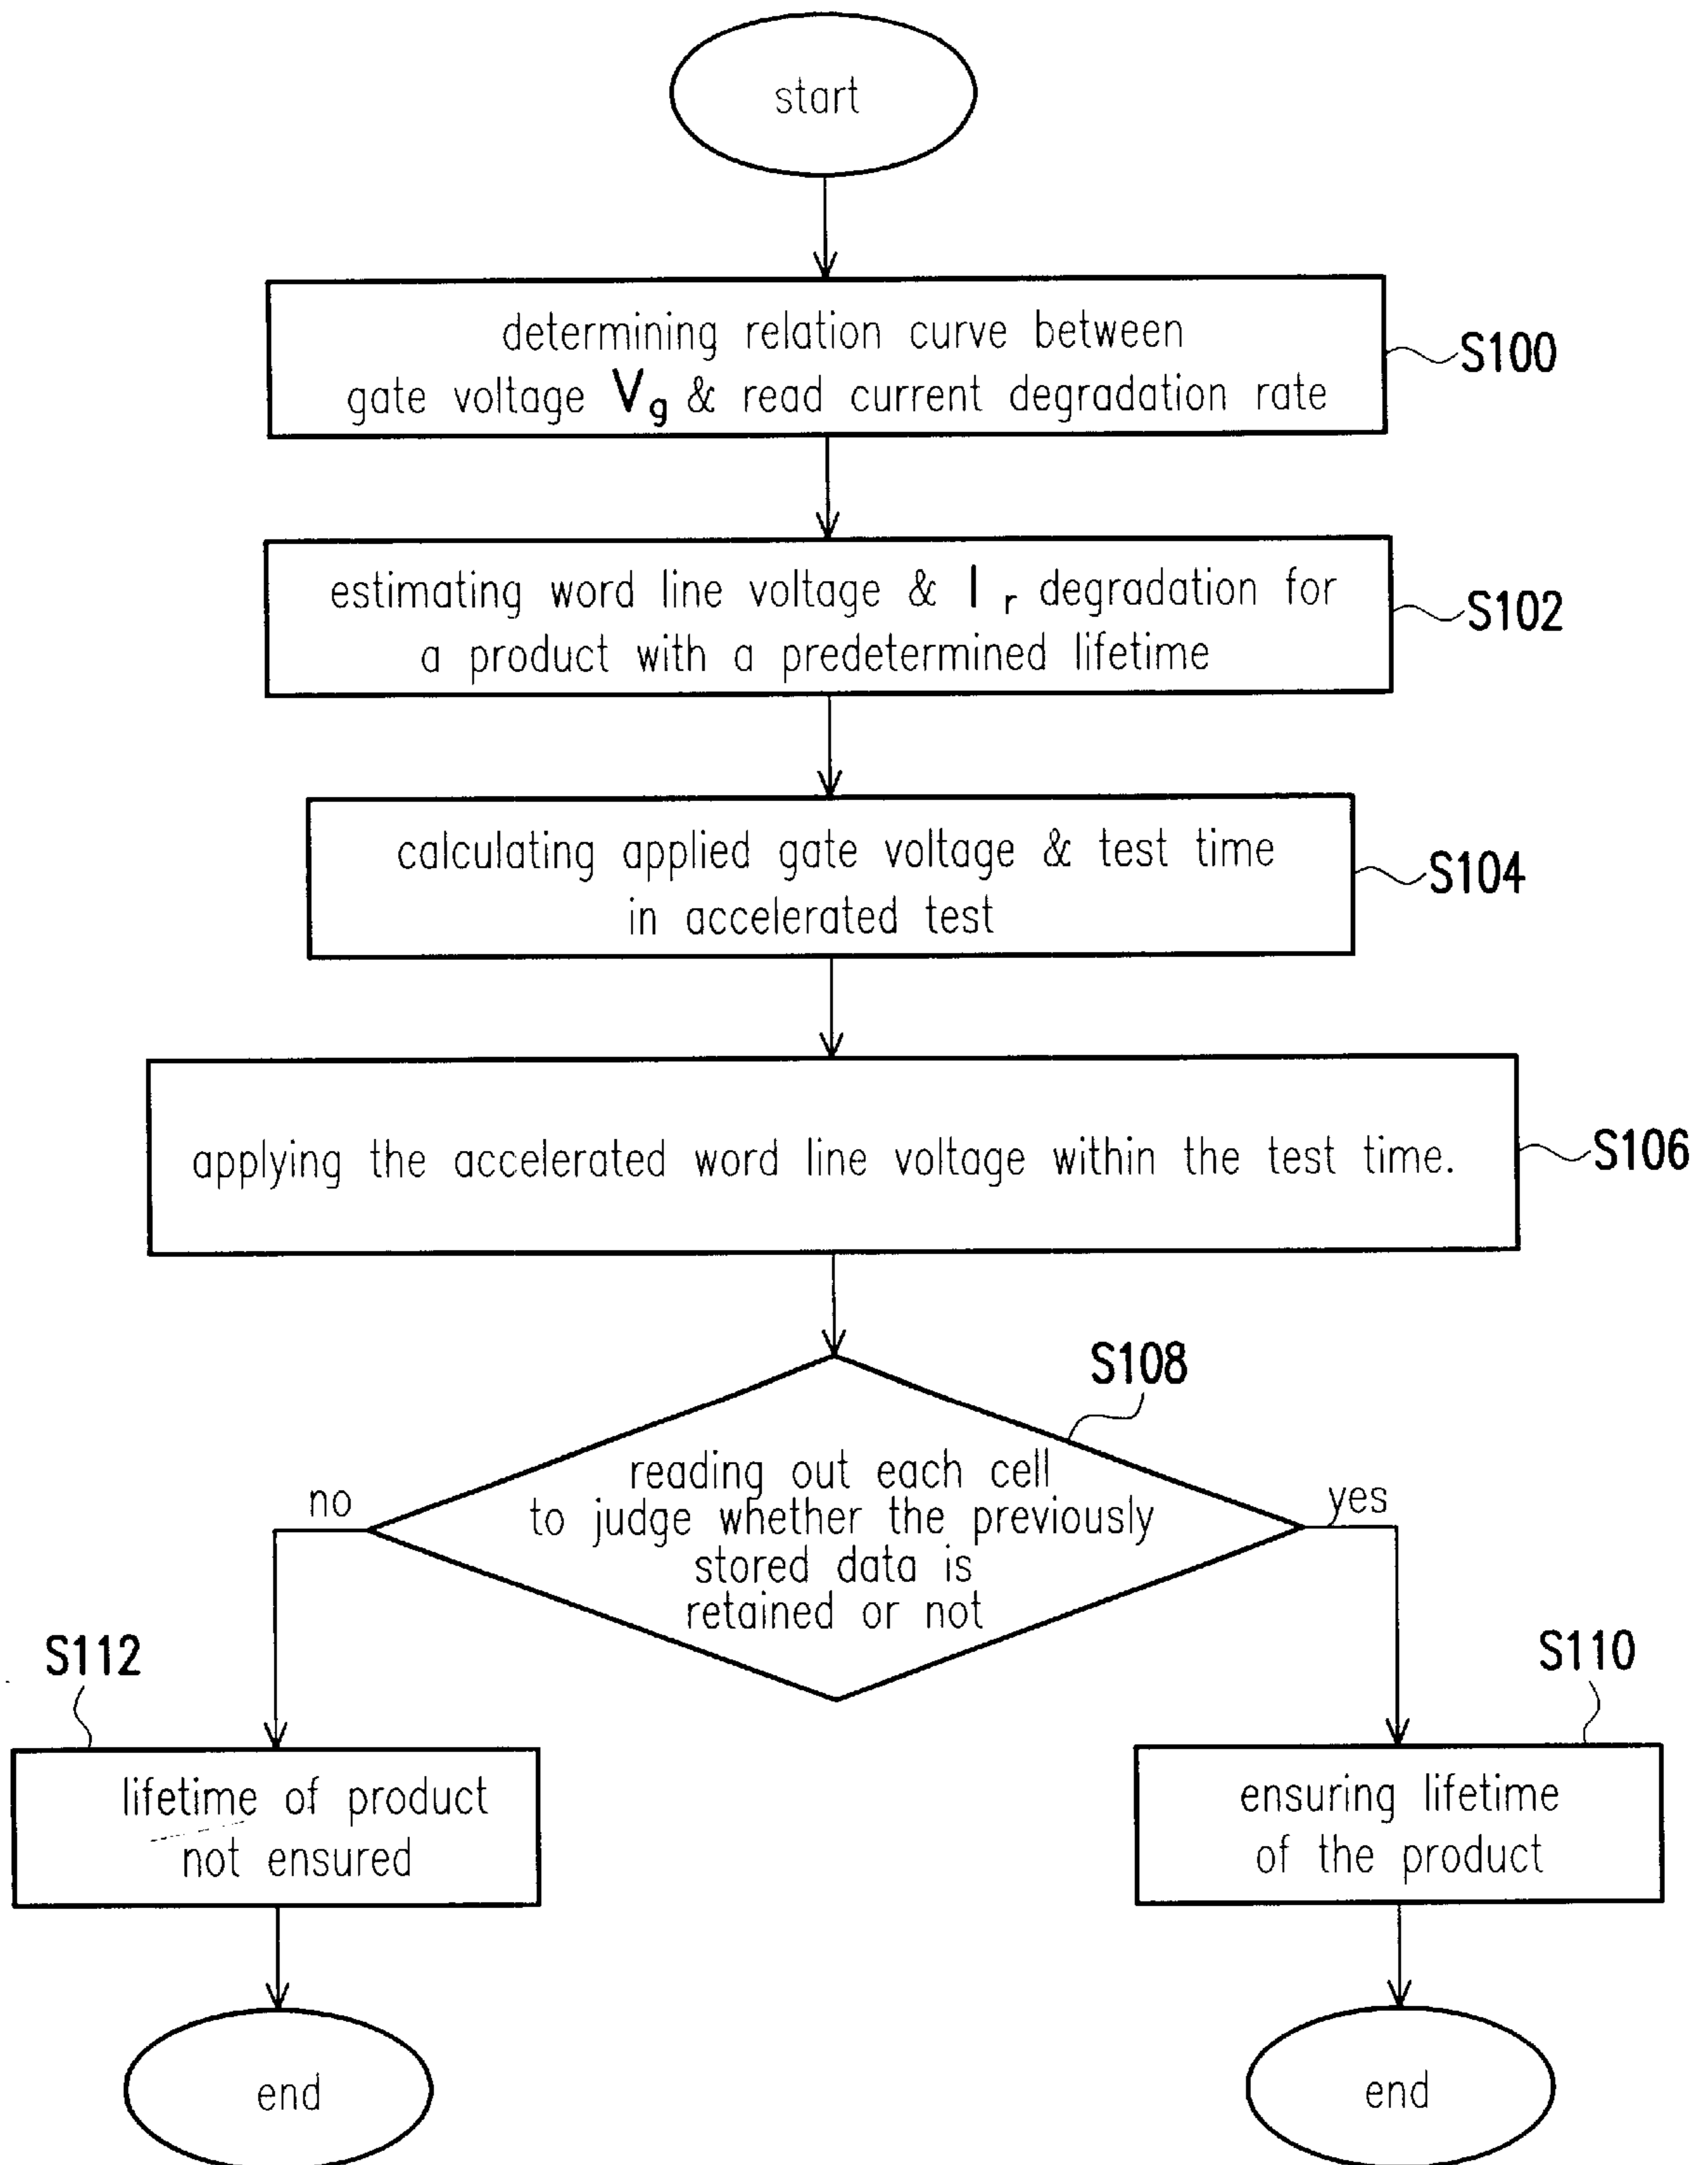 start
determining relation curve between
gate voltage Vg & read current degradation rate
S100
estimating word line voltage & Ir degradation for
a product with a predetermined lifetime
S102
calculating applied gate voltage & test time
in accelerated test
S104
applying the accelerated word line voltage within the test time.
S106
S108
reading out each cell
to judge whether the previously
stored data is
retained or not
no
yes
S112
lifetime of product
not ensured
S110
ensuring lifetime
of the product
end
end